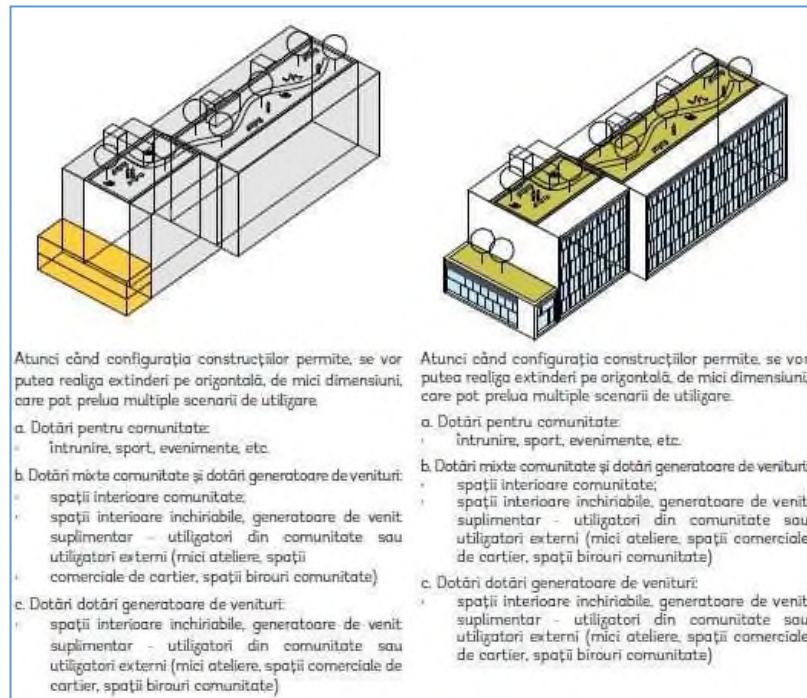 Atunci când configurația construcțiilor permite, se vor
putea realiza extinderi pe orizontală, de mici dimensiuni,
care pot prelua multiple scenarii de utilizare.
a. Dotări pentru comunitate:
· întrunire, sport, evenimente, etc.
b. Dotări mixte comunitate și dotări generatoare de venituri:
· spații interioare comunitate;
· spații interioare inchiriabile, generatoare de venit
suplimentar - utilizatori din comunitate sau
utilizatori externi (mici ateliere, spații
· comerciale de cartier, spații birouri comunitate)
c. Dotări dotări generatoare de venituri:
· spații interioare inchiriabile, generatoare de venit
suplimentar - utilizatori din comunitate sau
utilizatori externi (mici ateliere, spații comerciale de
cartier, spații birouri comunitate)
Atunci când configurația construcțiilor permite, se vor
putea realiza extinderi pe orizontală, de mici dimensiuni,
care pot prelua multiple scenarii de utilizare.
a. Dotări pentru comunitate:
· întrunire, sport, evenimente, etc.
b. Dotări mixte comunitate și dotări generatoare de venituri:
· spații interioare comunitate;
· spații interioare inchiriabile, generatoare de venit
suplimentar - utilizatori din comunitate sau
utilizatori externi (mici ateliere, spații comerciale
de cartier, spații birouri comunitate)
c. Dotări dotări generatoare de venituri:
· spații interioare inchiriabile, generatoare de venit
suplimentar - utilizatori din comunitate sau
utilizatori externi (mici ateliere, spații comerciale
de cartier, spații birouri comunitate)